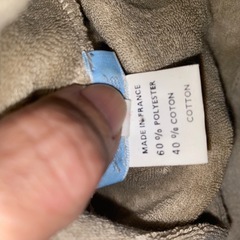 MADE IN FRANCE
60 % POLYESTER
40 % COTON
COTTON